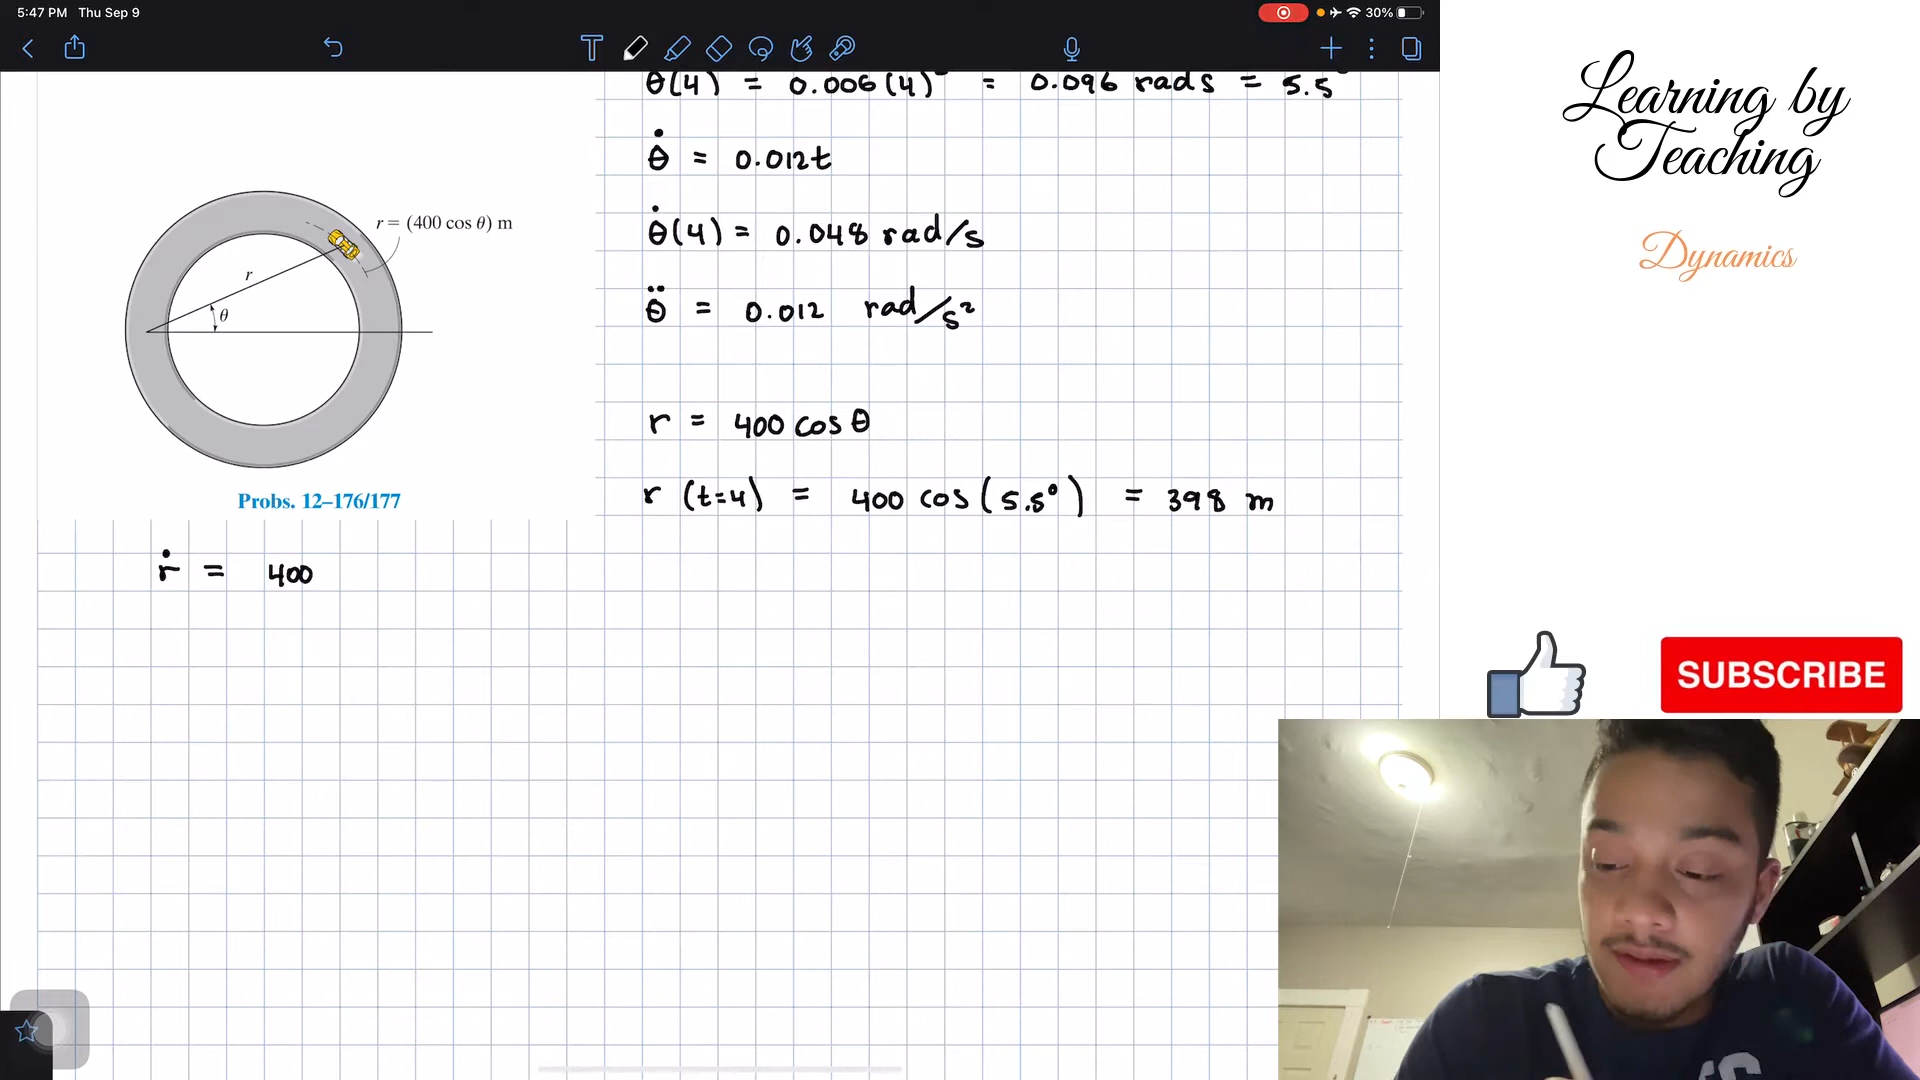 5:47 PM Thu Sep 9
30%
θ(4) = 0.006(4)² = 0.096 rads = 5.5°
θ̇ = 0.012t
θ̇(4) = 0.048 rad/s
θ̈ = 0.012 rad/s²
r = (400 cos θ) m
r
θ
Probs. 12–176/177
r = 400 cos θ
r (t=4) = 400 cos (5.5°) = 398 m
ṙ = 400
Learning by
Teaching
Dynamics
SUBSCRIBE